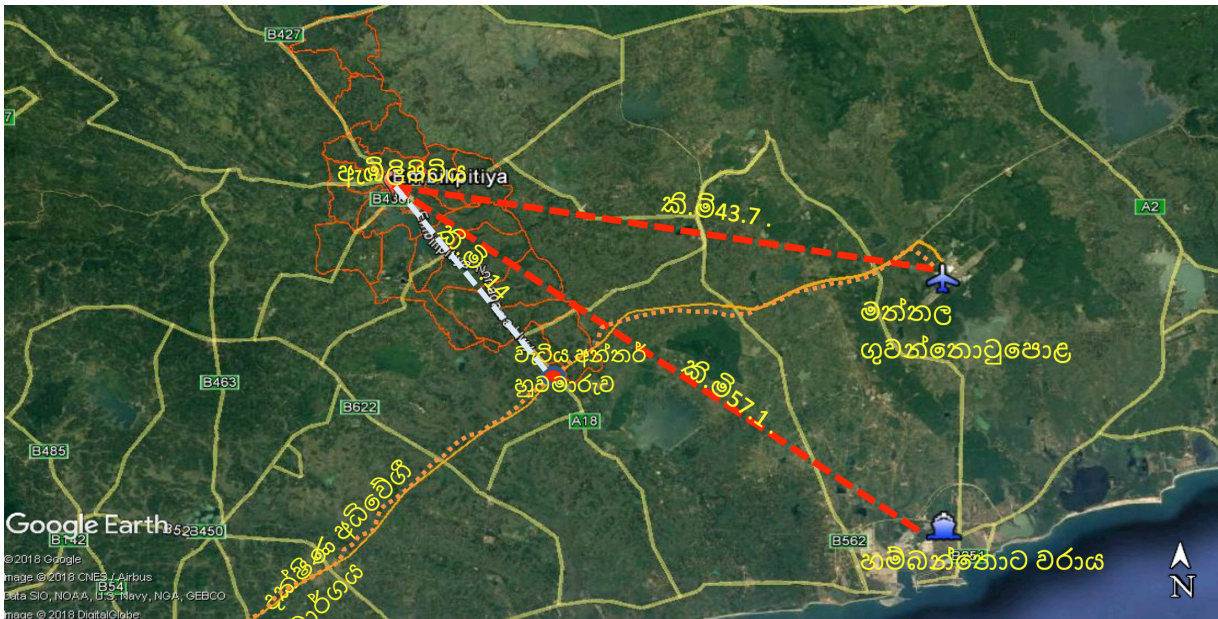 B427
7
ඇඹිලිපිටිය
Embilipitiya
B430
කි.මි43.7 .
A2
කි.මි .14
මත්තල
ගුවන්තොටුපොළ
වැටිය අන්තර්
හුවමාරුව
කි.මි57.1 .
B463
B622
A18
B485
දක්ෂිණ අධිවේගී
මාර්ගය
Google Earth
B52
B450
B142
B562
B54
හම්බන්තොට වරාය
N
©2018 Google
Image © 2018 CNES / Airbus
Data SIO, NOAA, U.S. Navy, NGA, GEBCO
Image © 2018 DigitalGlobe